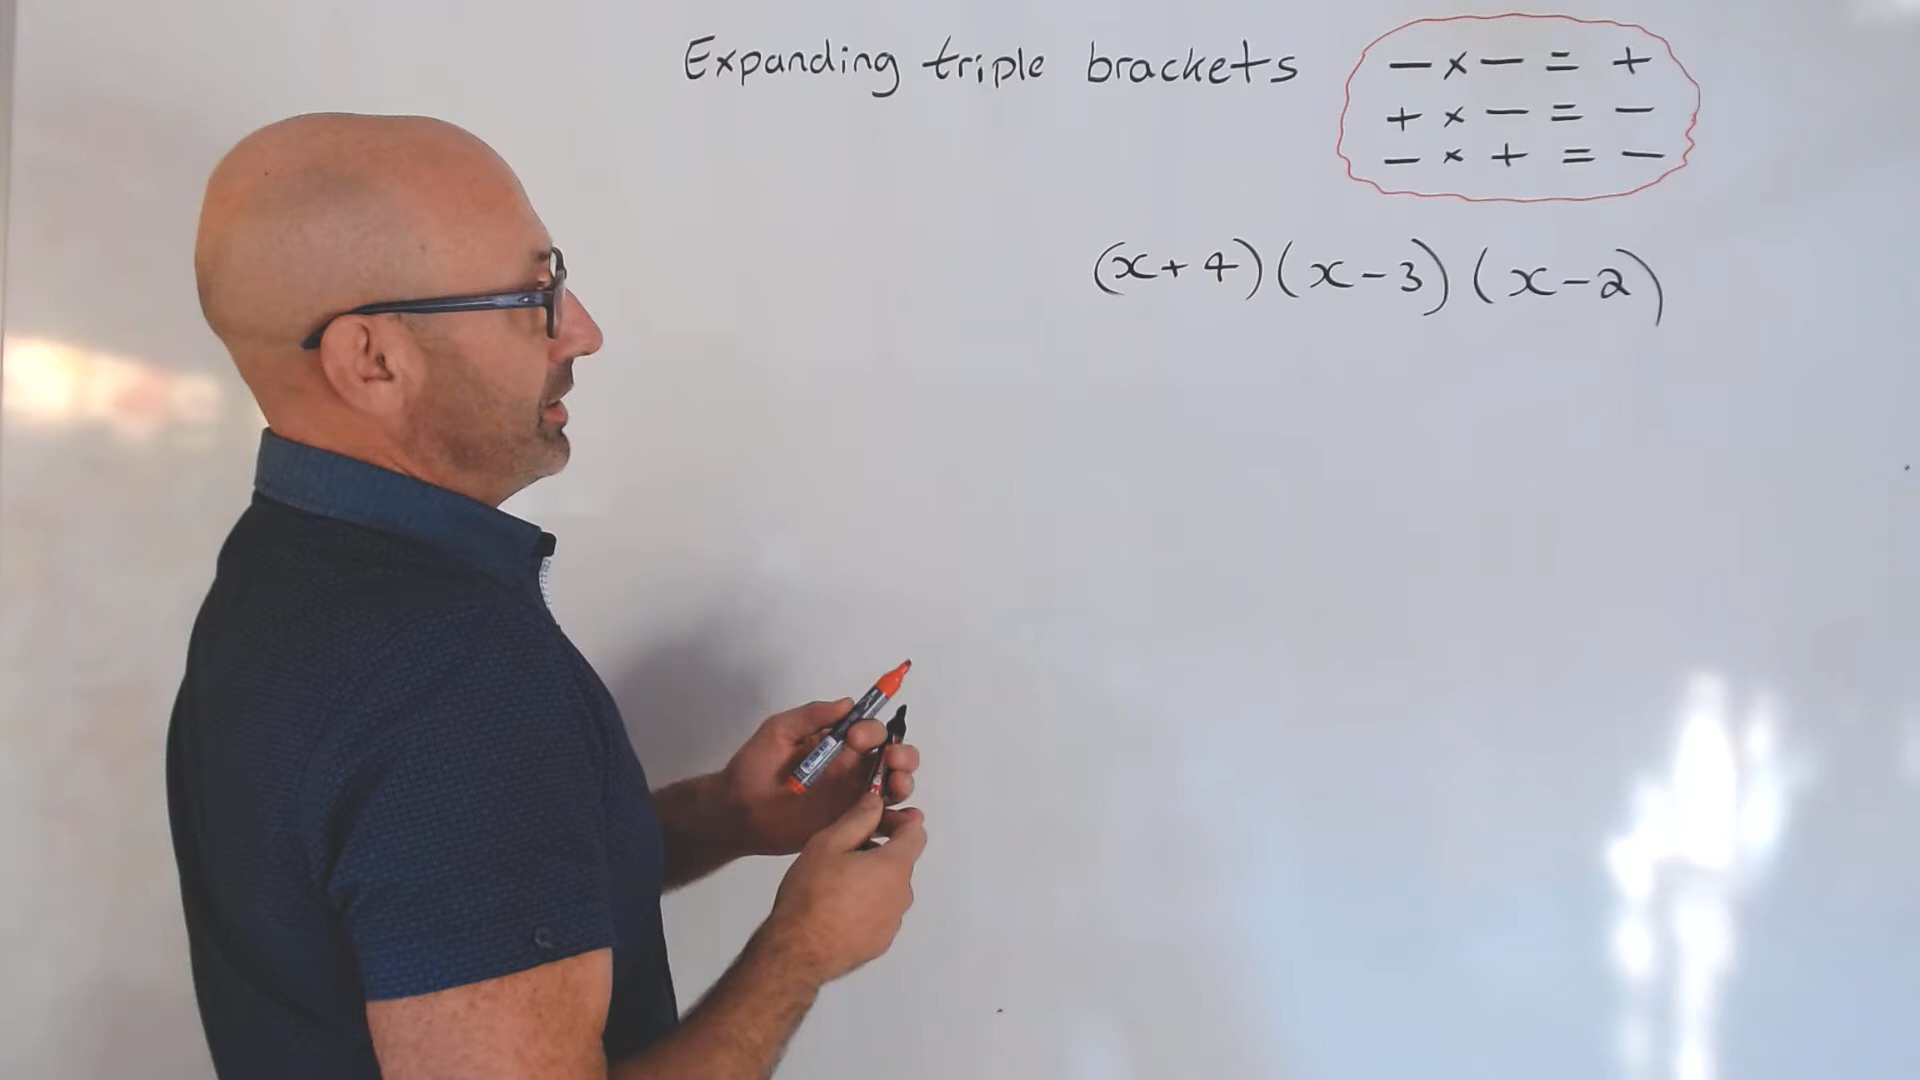 Expanding triple brackets
− × − = +
+ × − = −
− × + = −
(x+4)(x−3)(x−2)